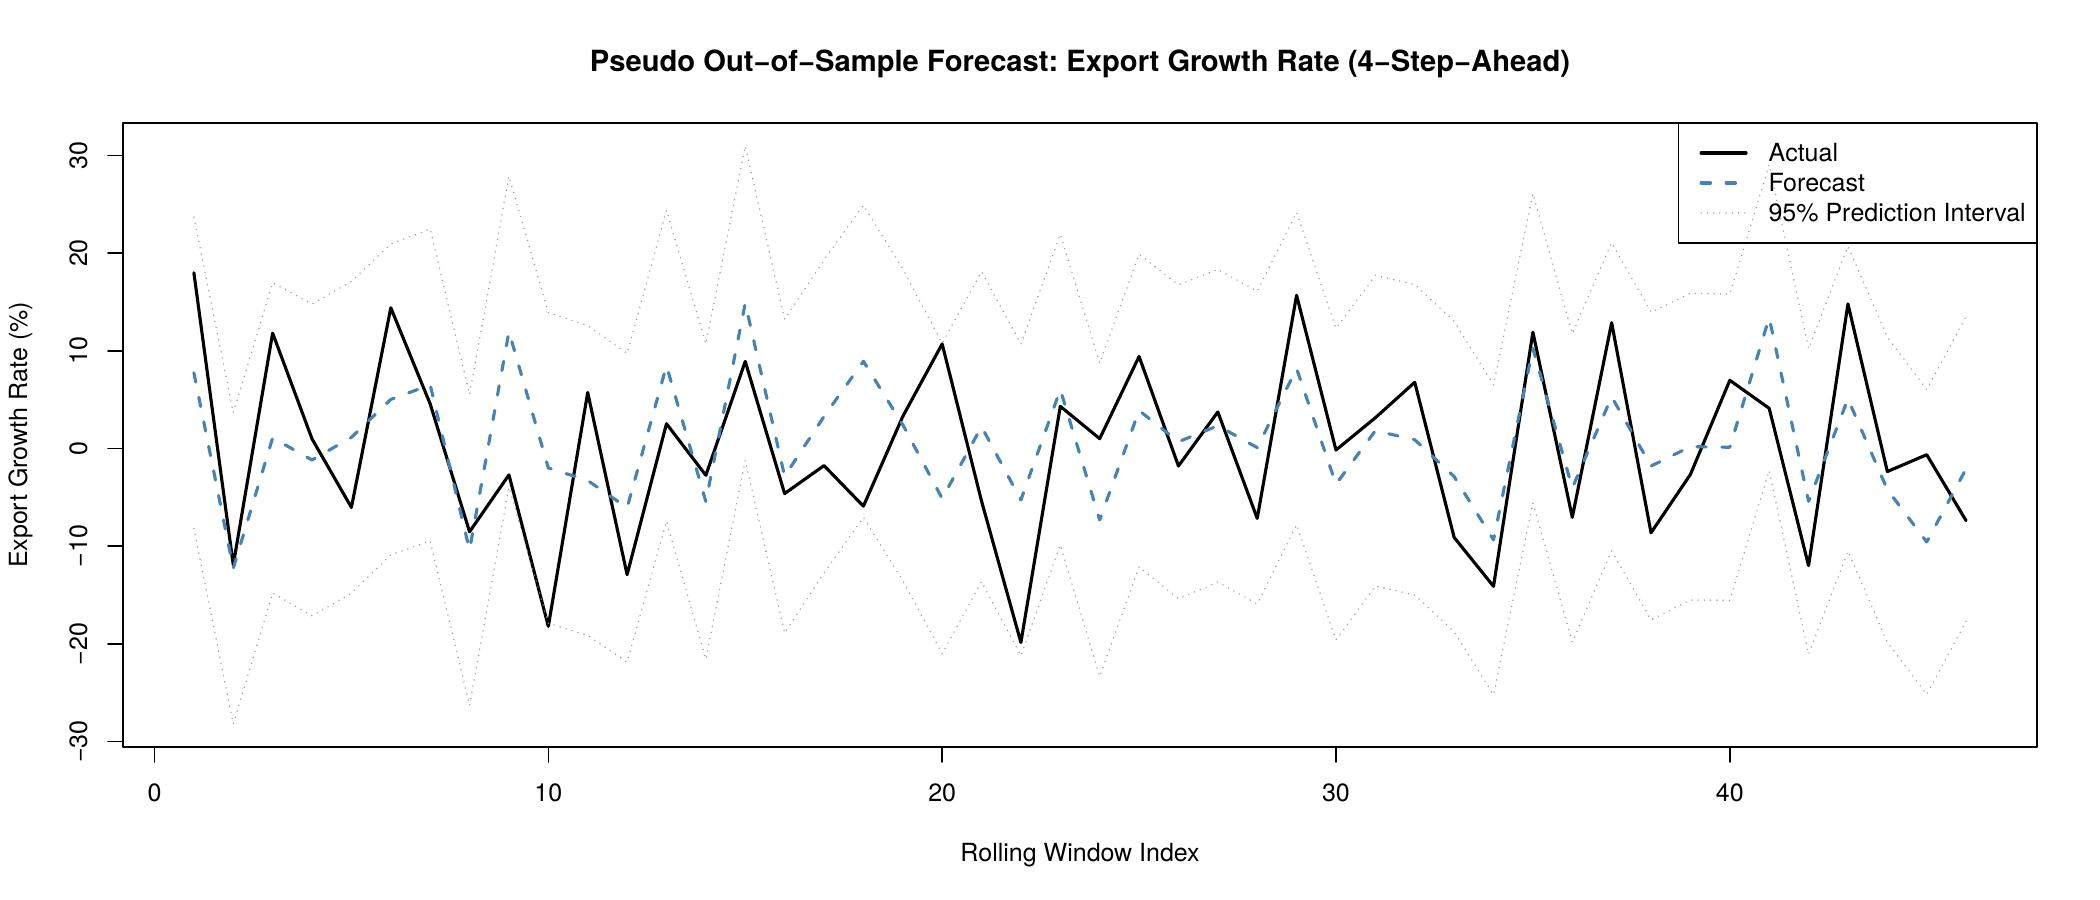 Pseudo Out−of−Sample Forecast: Export Growth Rate (4−Step−Ahead)
Export Growth Rate (%)
30
20
10
0
−10
−20
−30
Actual
Forecast
95% Prediction Interval
0 10 20 30 40
Rolling Window Index